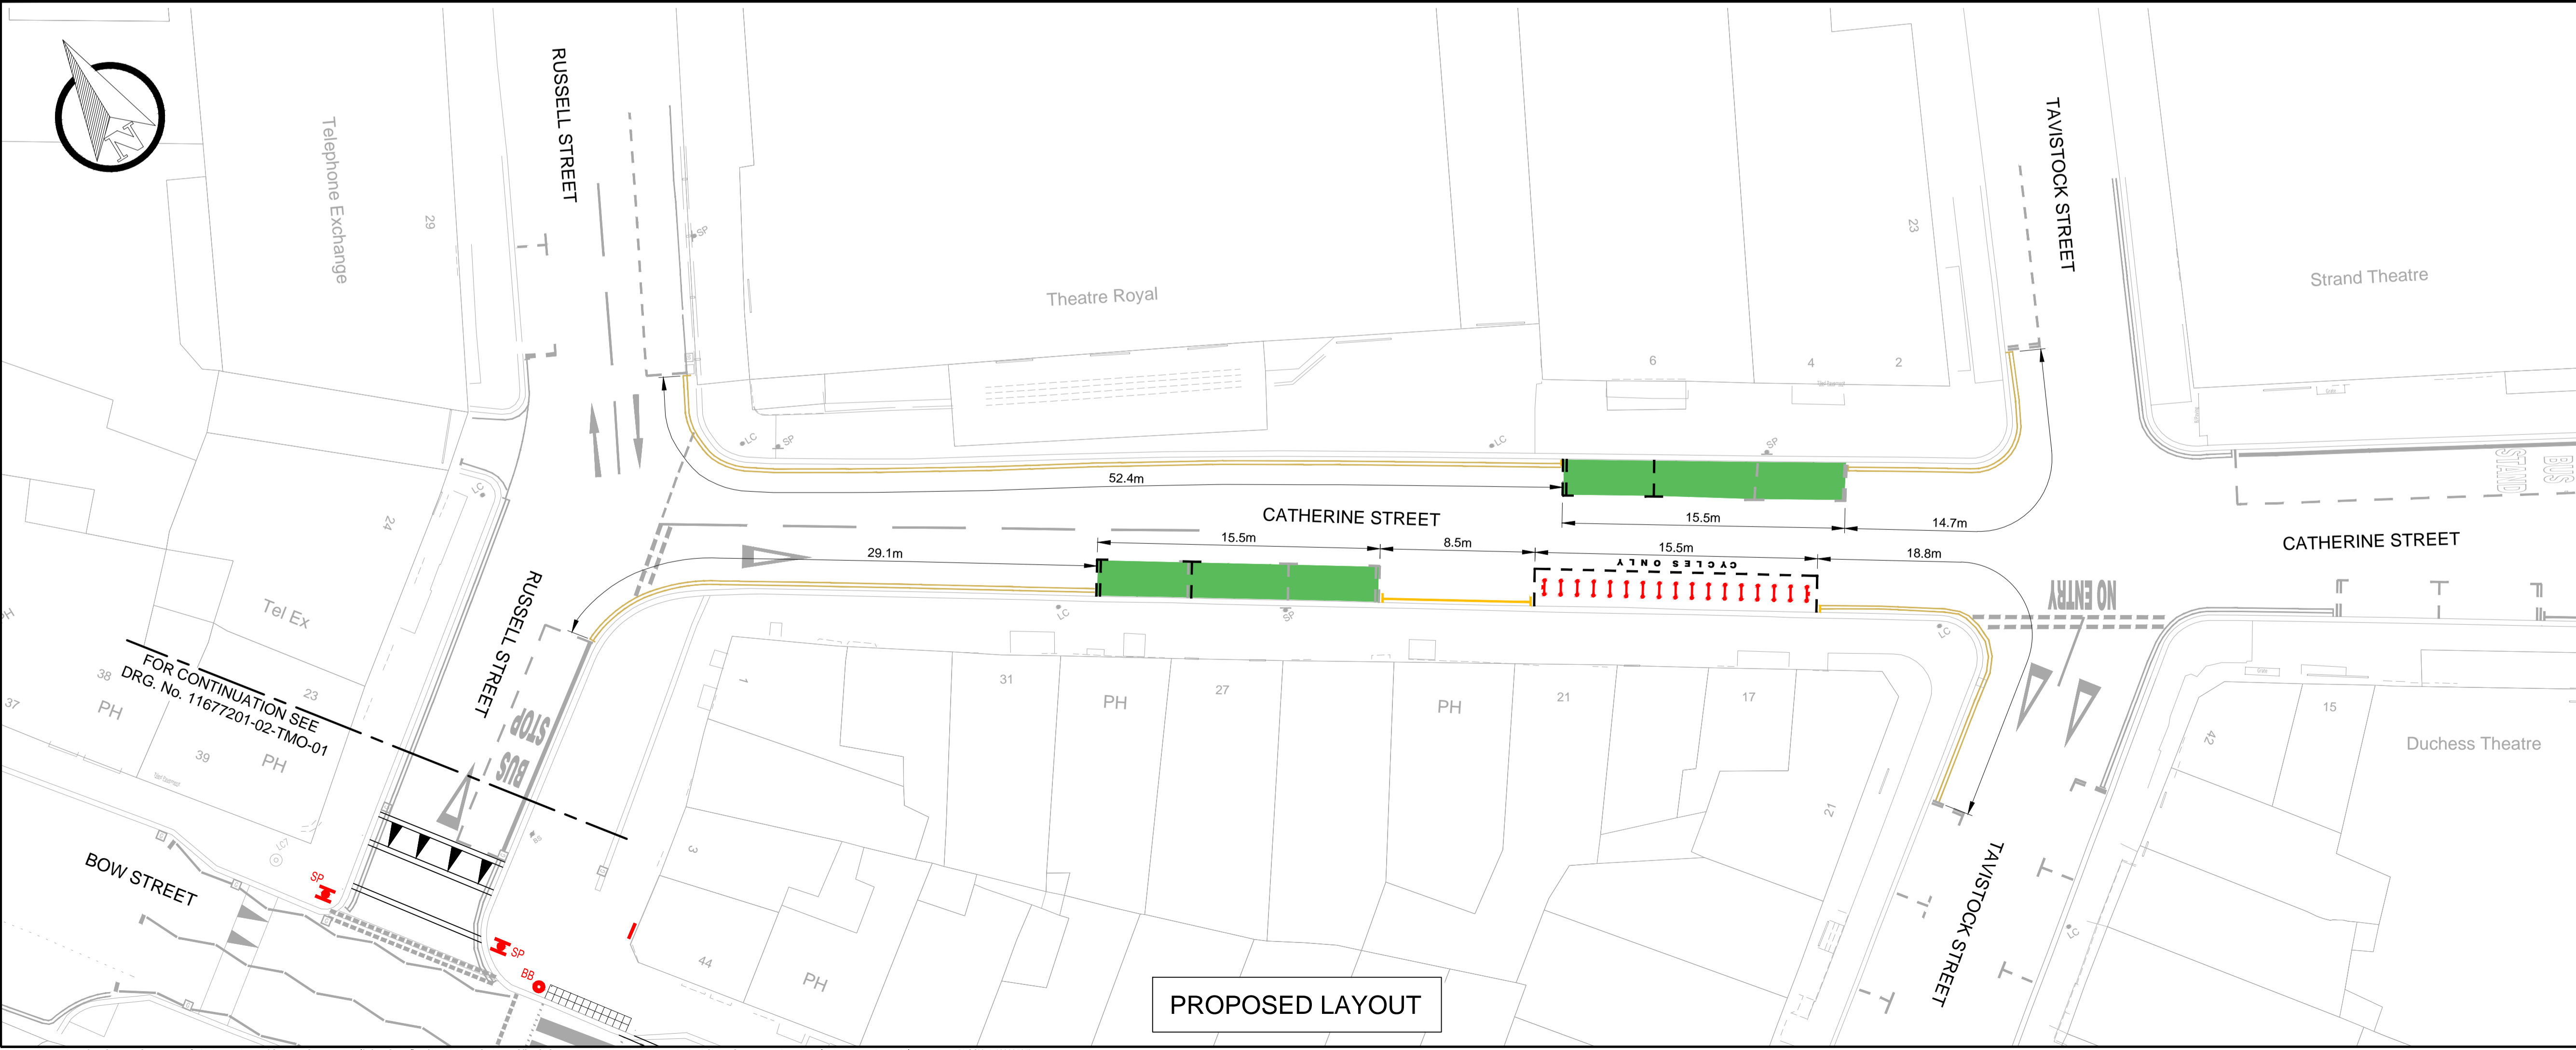 PROPOSED LAYOUT
N
RUSSELL STREET
Telephone Exchange
29
SP
Theatre Royal
6
4
2
23
TAVISTOCK STREET
Strand Theatre
LC
SP
LC
SP
BUS
STAND
52.4m
CATHERINE STREET
15.5m
14.7m
CATHERINE STREET
29.1m
15.5m
8.5m
15.5m
18.8m
CYCLES ONLY
NO ENTRY
LC
24
Tel Ex
RUSSELL STREET
LC
SP
LC
FOR CONTINUATION SEE
DRG. No. 11677201-02-TMO-01
38
23
37
PH
39
PH
BUS
STOP
1
31
PH
27
PH
21
17
15
42
Duchess Theatre
3
21
TAVISTOCK STREET
LC
BOW STREET
SP
SP
BB
44
PH